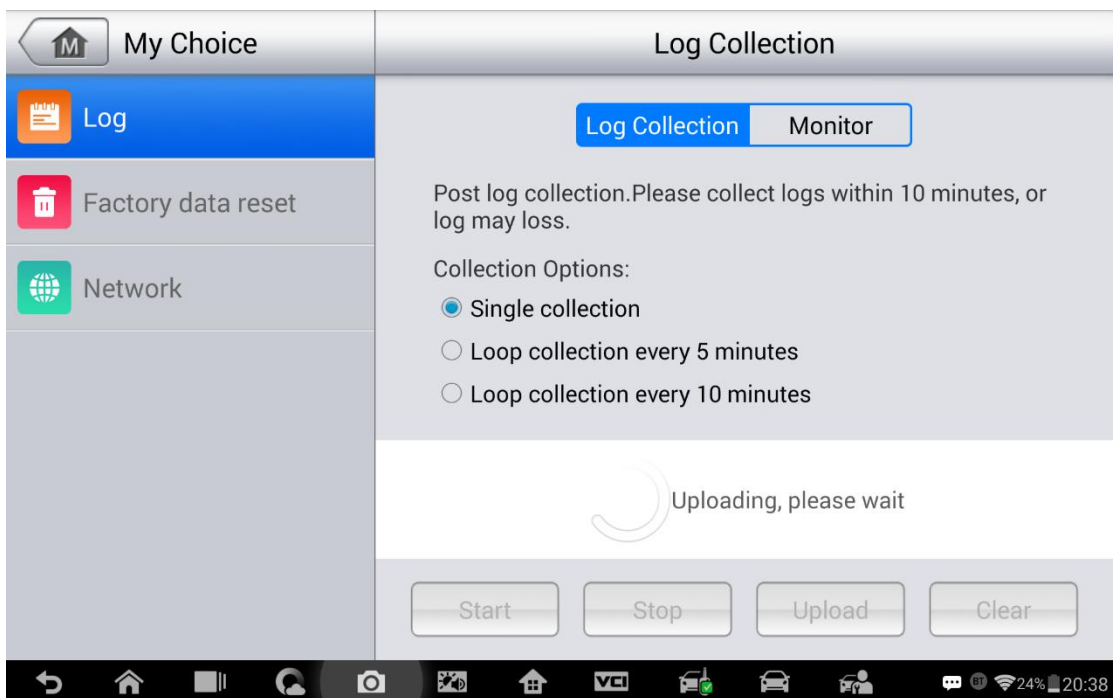 M My Choice
Log Collection
Log
Factory data reset
Network
Log Collection Monitor
Post log collection.Please collect logs within 10 minutes, or
log may loss.
Collection Options:
Single collection
Loop collection every 5 minutes
Loop collection every 10 minutes
Uploading, please wait
Start Stop Upload Clear
VCI BT 24% 20:38